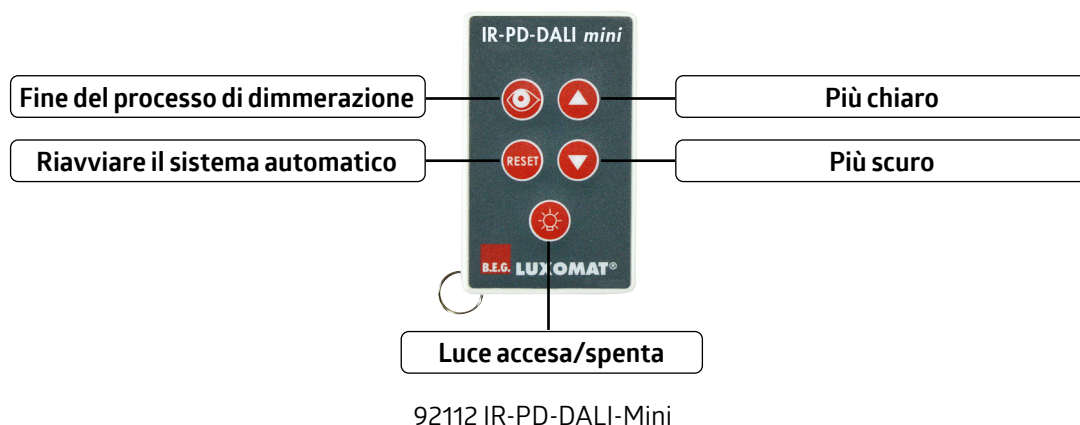 IR-PD-DALI mini
Fine del processo di dimmerazione
Più chiaro
Riavviare il sistema automatico
RESET
Più scuro
B.E.G. LUXOMAT®
Luce accesa/spenta
92112 IR-PD-DALI-Mini